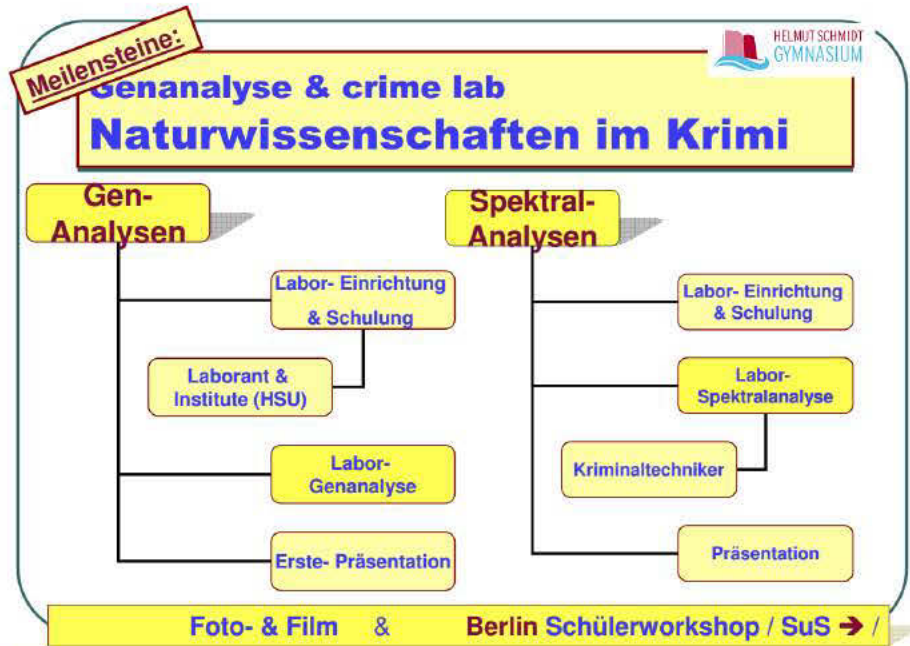 Meilensteine:
HELMUT SCHMIDT
GYMNASIUM
Genanalyse & crime lab
Naturwissenschaften im Krimi
Gen-
Analysen
Labor- Einrichtung
& Schulung
Laborant &
Institute (HSU)
Labor-
Genanalyse
Erste- Präsentation
Spektral-
Analysen
Labor- Einrichtung
& Schulung
Labor-
Spektralanalyse
Kriminaltechniker
Präsentation
Foto- & Film & Berlin Schülerworkshop / SuS ➔ /